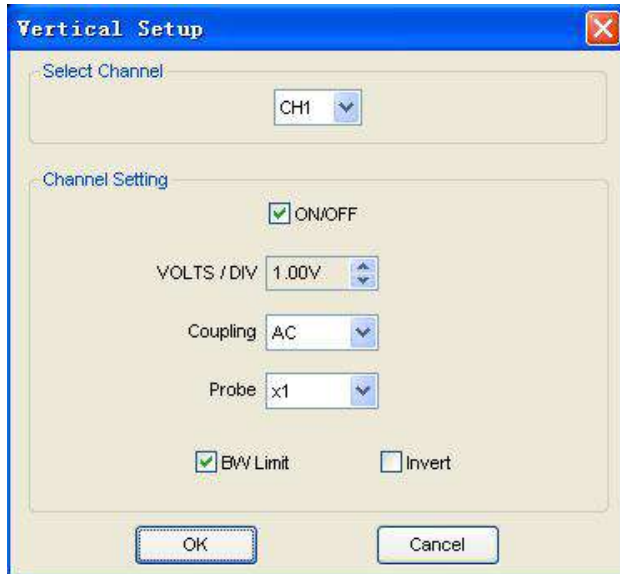 Vertical Setup
Select Channel
CH1
Channel Setting
ON/OFF
VOLTS / DIV 1.00V
Coupling AC
Probe x1
BW Limit Invert
OK Cancel